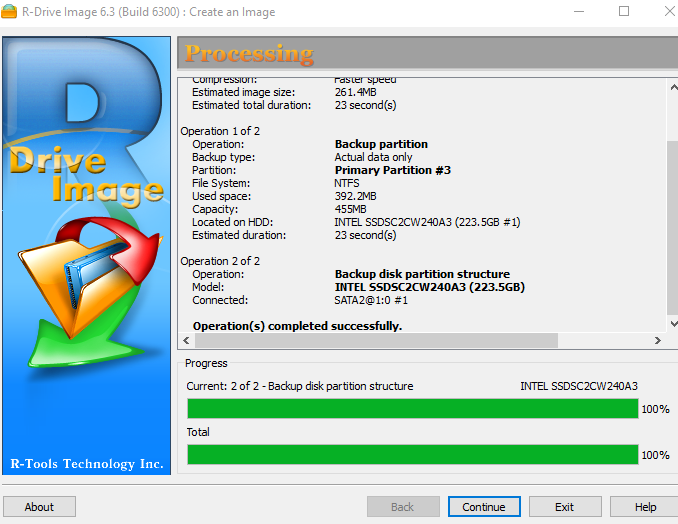 R-Drive Image 6.3 (Build 6300) : Create an Image
R
Drive
Image
R-Tools Technology Inc.
Processing
Compression: Faster speed
Estimated image size: 261.4MB
Estimated total duration: 23 second(s)
Operation 1 of 2
Operation: Backup partition
Backup type: Actual data only
Partition: Primary Partition #3
File System: NTFS
Used space: 392.2MB
Capacity: 455MB
Located on HDD: INTEL SSDSC2CW240A3 (223.5GB #1)
Estimated duration: 23 second(s)
Operation 2 of 2
Operation: Backup disk partition structure
Model: INTEL SSDSC2CW240A3 (223.5GB)
Connected: SATA2@1:0 #1
Operation(s) completed successfully.
Progress
Current: 2 of 2 - Backup disk partition structure INTEL SSDSC2CW240A3
100%
Total
100%
About Back Continue Exit Help